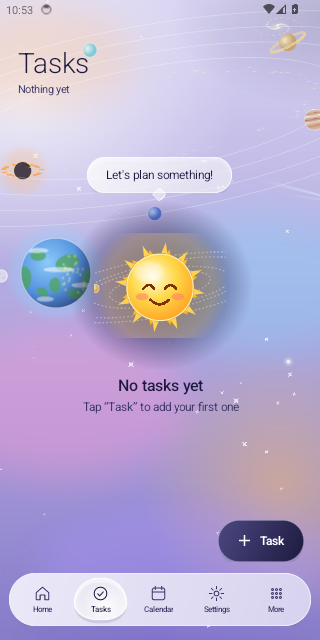 10:53
Tasks
Nothing yet
Let's plan something!
No tasks yet
Tap “Task” to add your first one
Task
Home
Tasks
Calendar
Settings
More